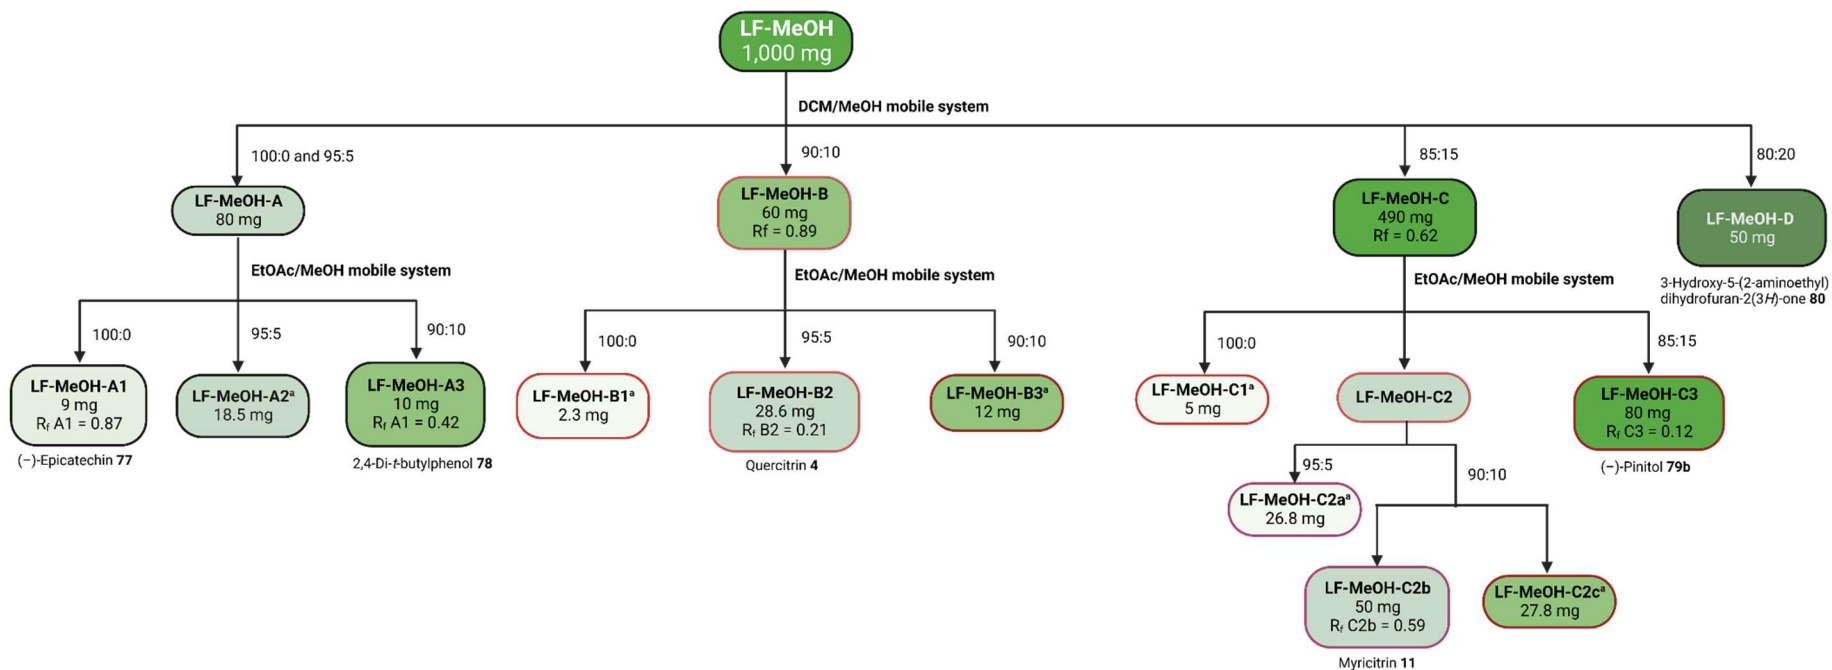 LF-MeOH
1,000 mg
DCM/MeOH mobile system
100:0 and 95:5
90:10
85:15
80:20
LF-MeOH-A
80 mg
LF-MeOH-B
60 mg
Rf = 0.89
LF-MeOH-C
490 mg
Rf = 0.62
LF-MeOH-D
50 mg
3-Hydroxy-5-(2-aminoethyl)
dihydrofuran-2(3H)-one 80
EtOAc/MeOH mobile system
100:0
95:5
90:10
LF-MeOH-A1
9 mg
Rf A1 = 0.87
(−)-Epicatechin 77
LF-MeOH-A2ª
18.5 mg
LF-MeOH-A3
10 mg
Rf A1 = 0.42
2,4-Di-t-butylphenol 78
EtOAc/MeOH mobile system
100:0
95:5
90:10
LF-MeOH-B1ª
2.3 mg
LF-MeOH-B2
28.6 mg
Rf B2 = 0.21
Quercitrin 4
LF-MeOH-B3ª
12 mg
EtOAc/MeOH mobile system
100:0
85:15
LF-MeOH-C1ª
5 mg
LF-MeOH-C2
LF-MeOH-C3
80 mg
Rf C3 = 0.12
(−)-Pinitol 79b
95:5
90:10
LF-MeOH-C2aª
26.8 mg
LF-MeOH-C2b
50 mg
Rf C2b = 0.59
Myricitrin 11
LF-MeOH-C2cª
27.8 mg